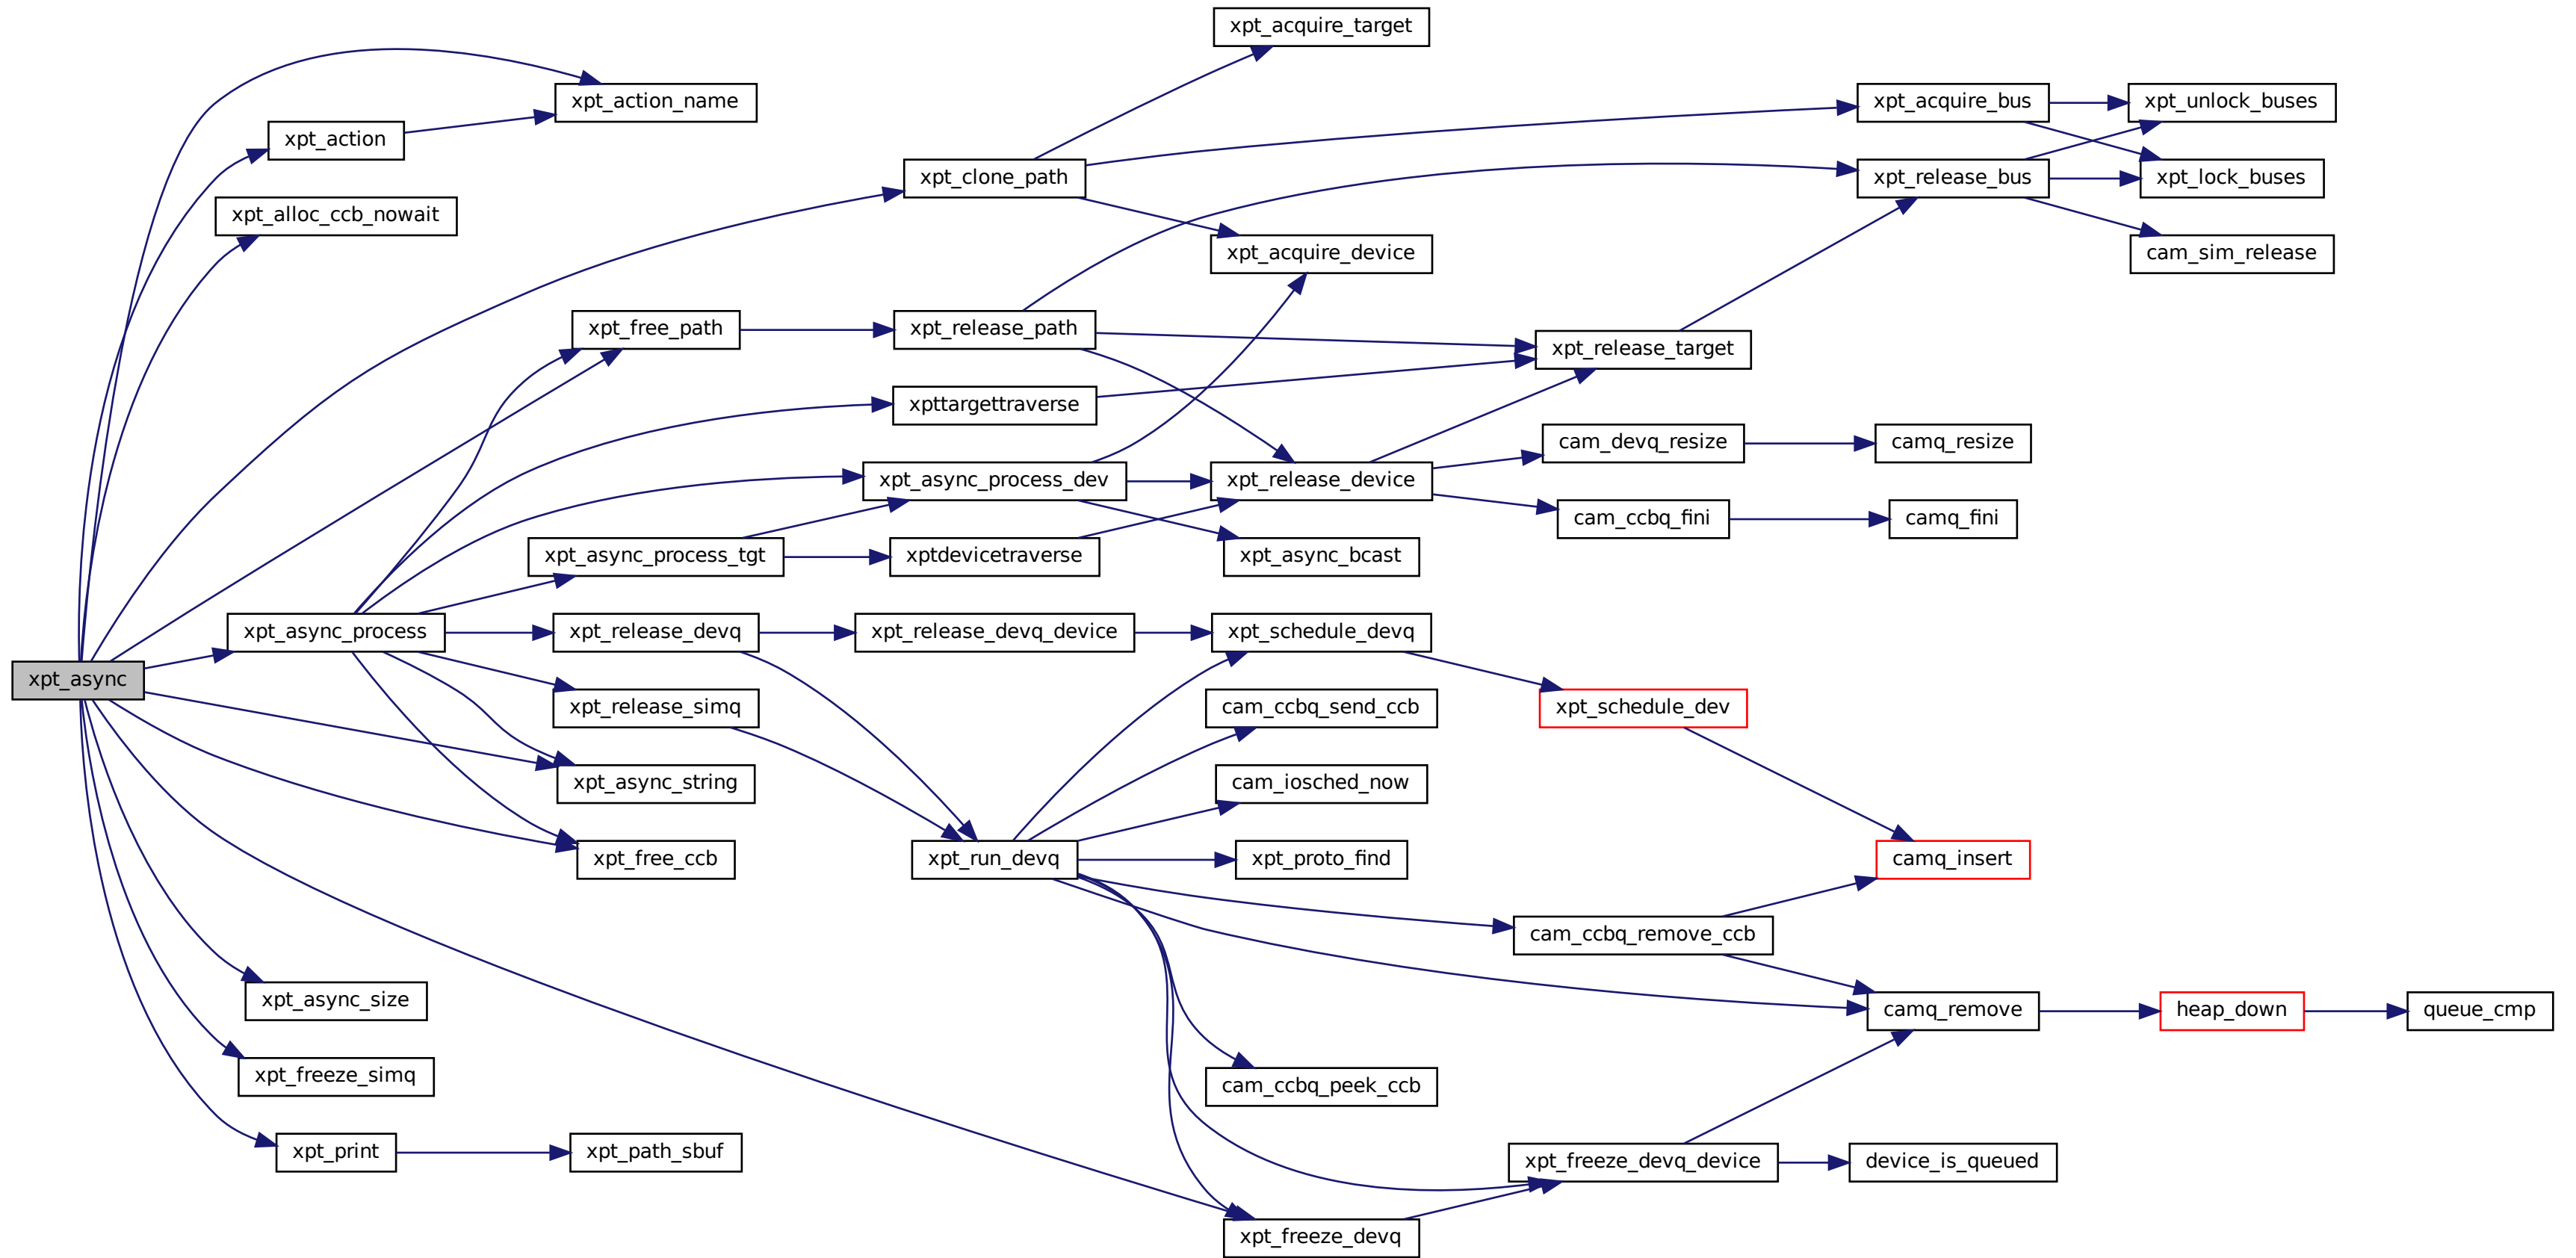 xpt_acquire_target
xpt_action_name
xpt_acquire_bus
xpt_unlock_buses
xpt_action
xpt_clone_path
xpt_release_bus
xpt_lock_buses
xpt_alloc_ccb_nowait
xpt_acquire_device
cam_sim_release
xpt_free_path
xpt_release_path
xpt_release_target
xpttargettraverse
cam_devq_resize
camq_resize
xpt_async_process_dev
xpt_release_device
cam_ccbq_fini
camq_fini
xpt_async_process_tgt
xptdevicetraverse
xpt_async_bcast
xpt_async_process
xpt_release_devq
xpt_release_devq_device
xpt_schedule_devq
xpt_async
xpt_release_simq
cam_ccbq_send_ccb
xpt_schedule_dev
xpt_async_string
cam_iosched_now
xpt_free_ccb
xpt_run_devq
xpt_proto_find
camq_insert
cam_ccbq_remove_ccb
xpt_async_size
camq_remove
heap_down
queue_cmp
xpt_freeze_simq
cam_ccbq_peek_ccb
xpt_print
xpt_path_sbuf
xpt_freeze_devq_device
device_is_queued
xpt_freeze_devq